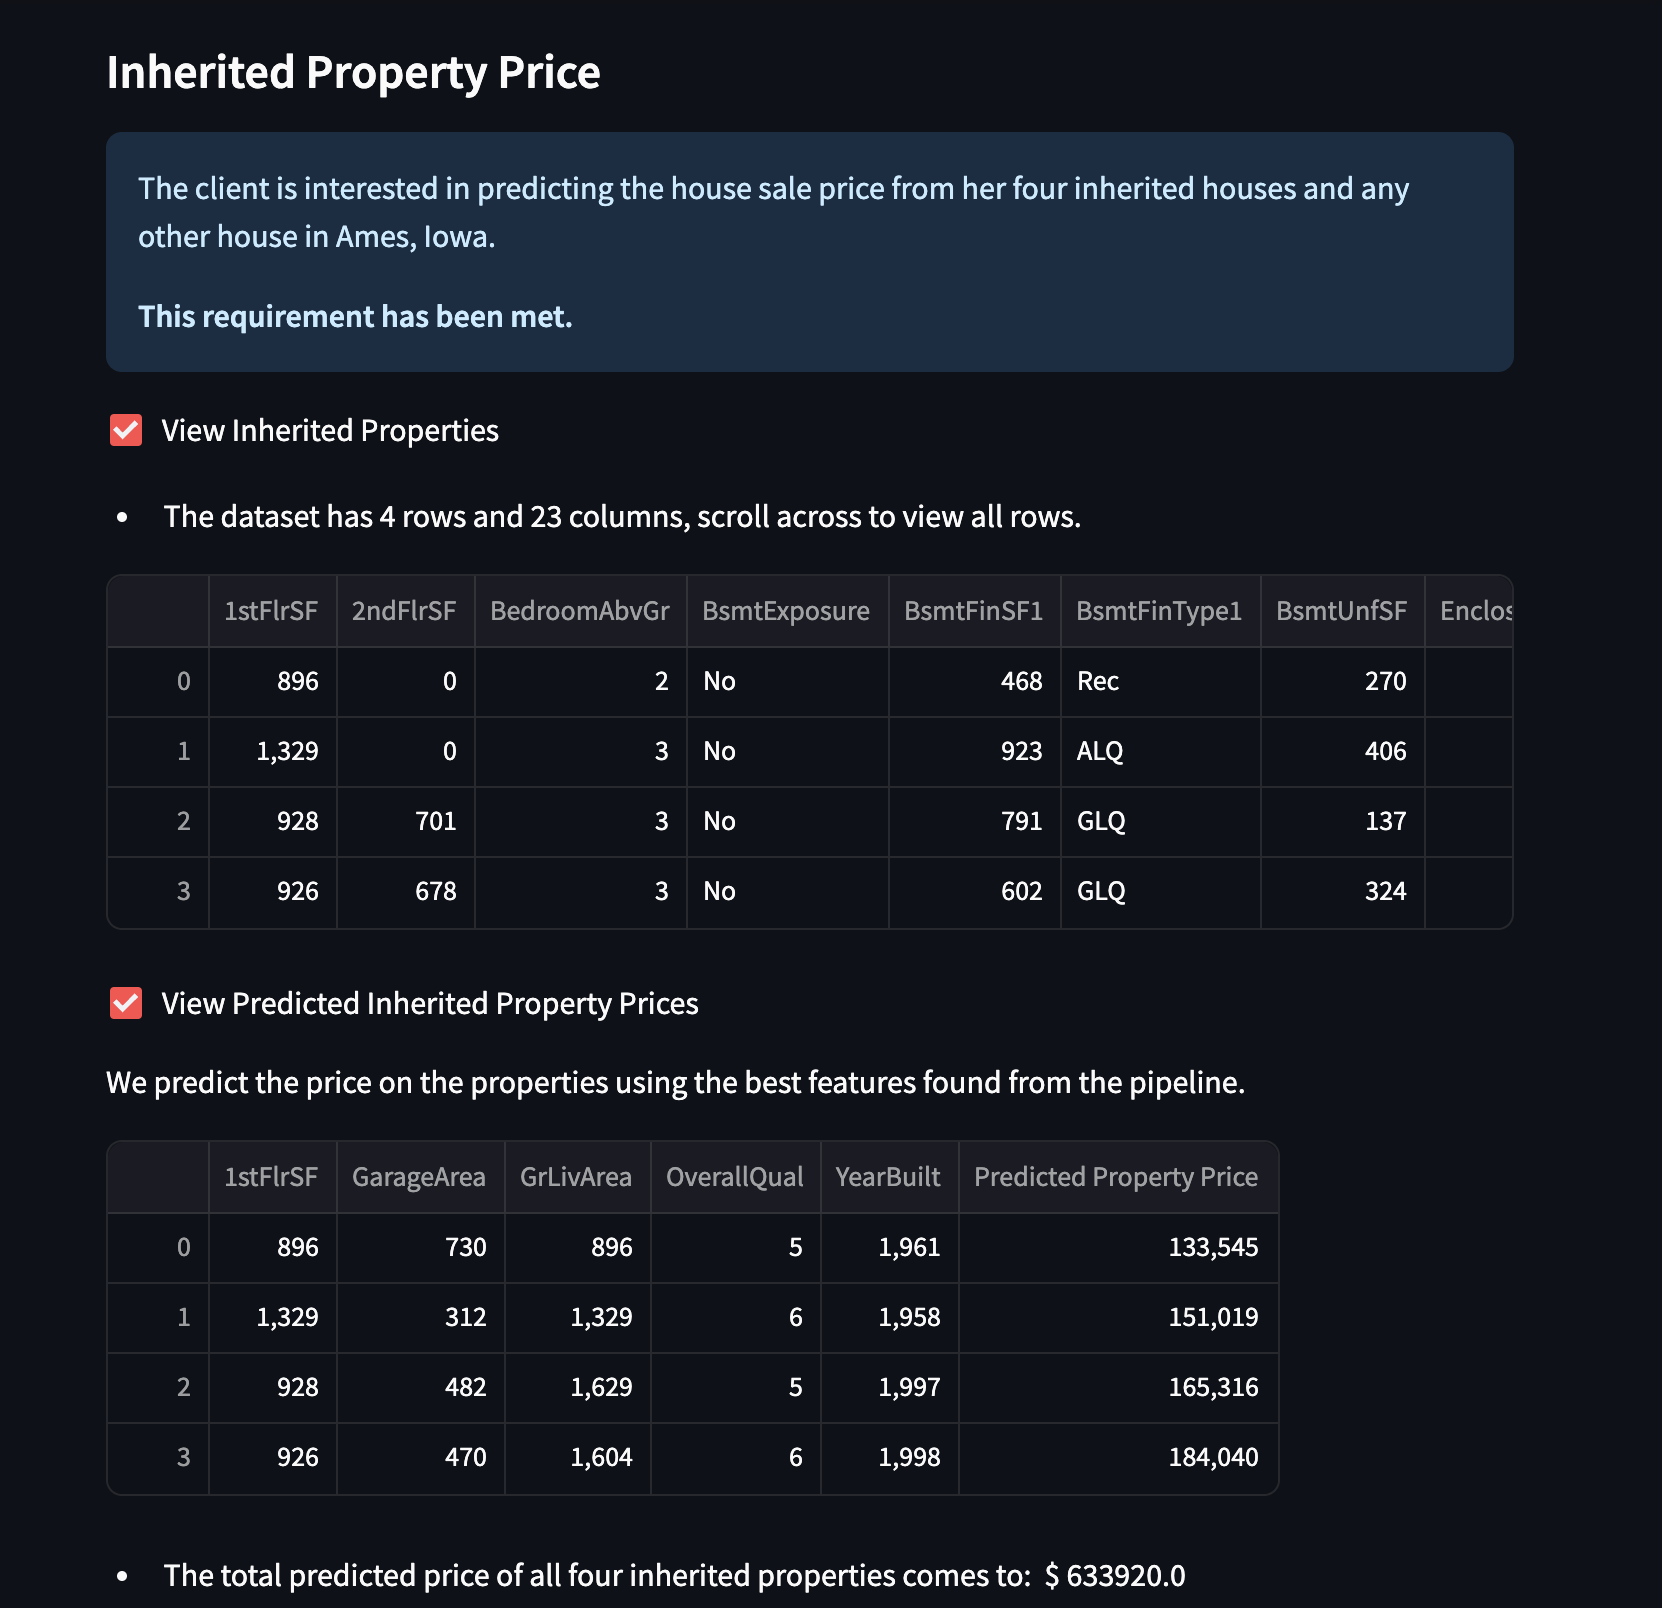 Inherited Property Price
The client is interested in predicting the house sale price from her four inherited houses and any
other house in Ames, Iowa.
This requirement has been met.
View Inherited Properties
• The dataset has 4 rows and 23 columns, scroll across to view all rows.
1stFlrSF 2ndFlrSF BedroomAbvGr BsmtExposure BsmtFinSF1 BsmtFinType1 BsmtUnfSF Enclos
0 896 0 2 No 468 Rec 270
1 1,329 0 3 No 923 ALQ 406
2 928 701 3 No 791 GLQ 137
3 926 678 3 No 602 GLQ 324
View Predicted Inherited Property Prices
We predict the price on the properties using the best features found from the pipeline.
1stFlrSF GarageArea GrLivArea OverallQual YearBuilt Predicted Property Price
0 896 730 896 5 1,961 133,545
1 1,329 312 1,329 6 1,958 151,019
2 928 482 1,629 5 1,997 165,316
3 926 470 1,604 6 1,998 184,040
• The total predicted price of all four inherited properties comes to: $ 633920.0